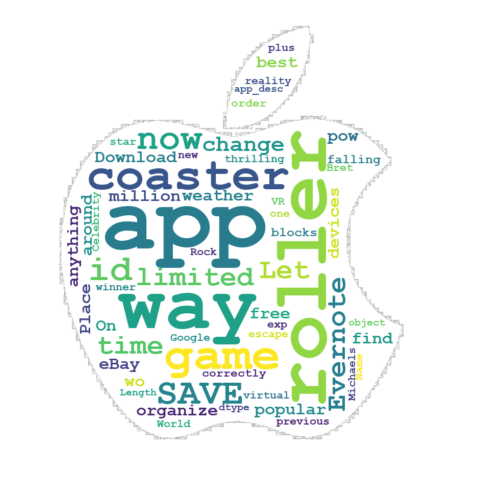 plus
best
reality
app_desc
order
star
now
change
pow
Download
new
thrilling
falling
Bret
coaster
roller
million
weather
anything
around
Celebrity
app
VR
one
devices
blocks
Rock
id
limited
Let
winner
Place
way
free
Evernote
On
exp
object
time
Google
escape
find
game
eBay
correctly
Michaels
Name
wo
SAVE
Length
virtual
organize
dtype
popular
World
previous